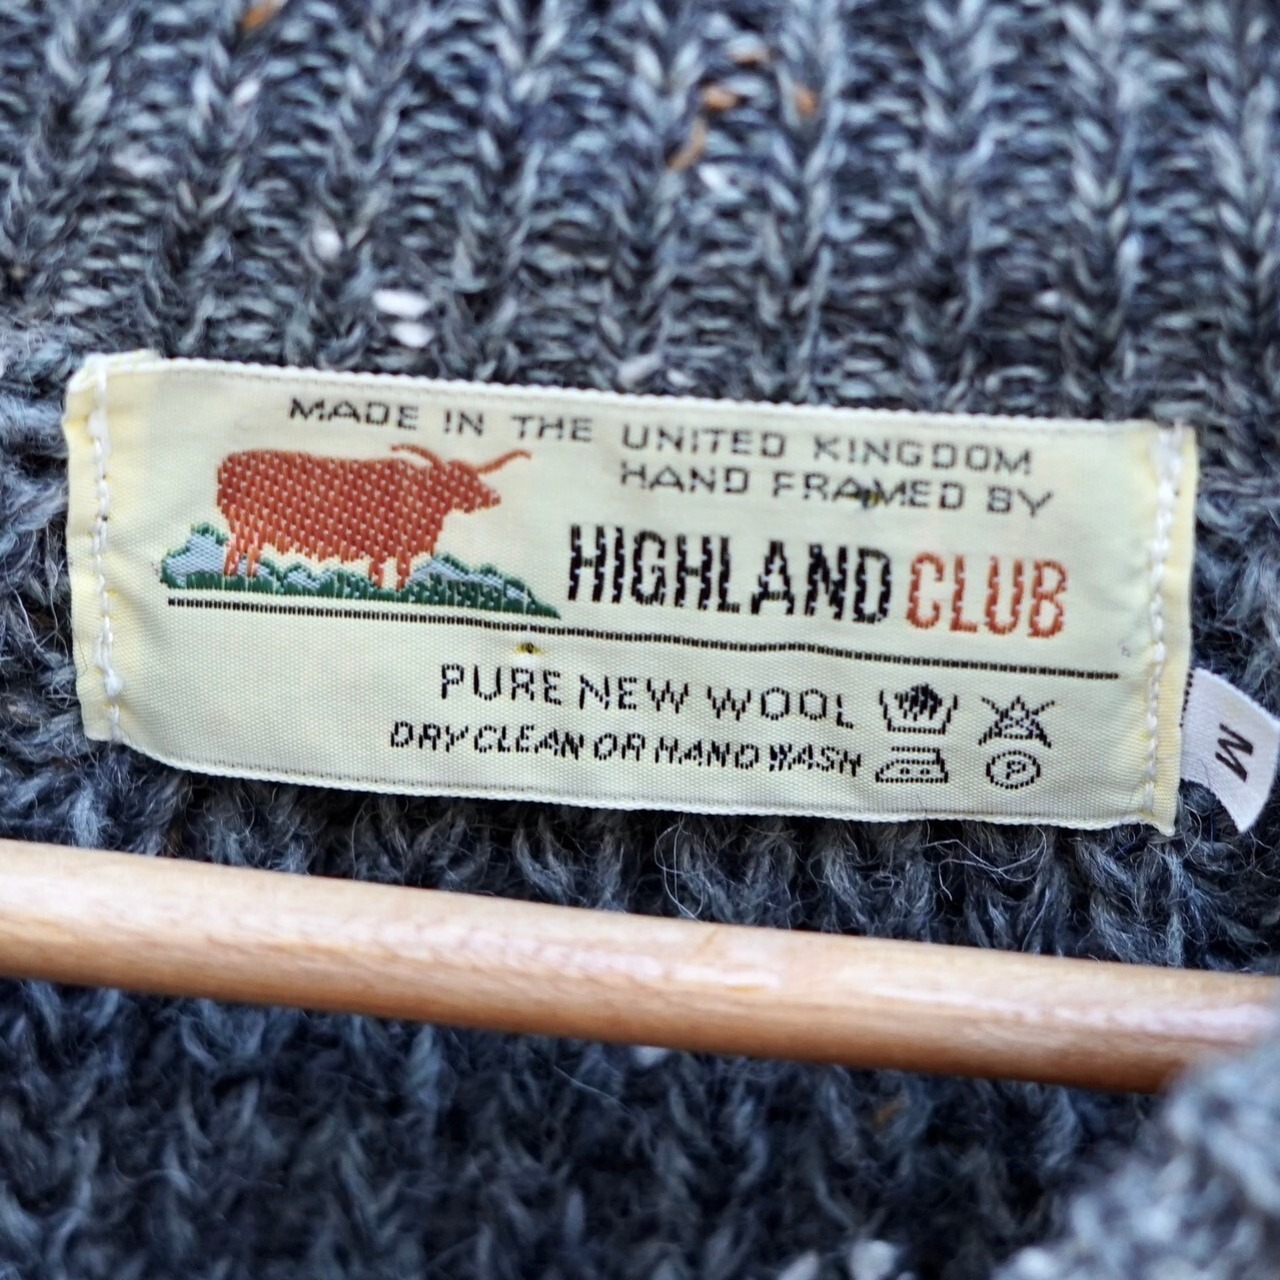 MADE IN THE UNITED KINGDOM
HAND FRAMED BY
HIGHLAND CLUB
PURE NEW WOOL
DRY CLEAN OR HAND WASH
P
M